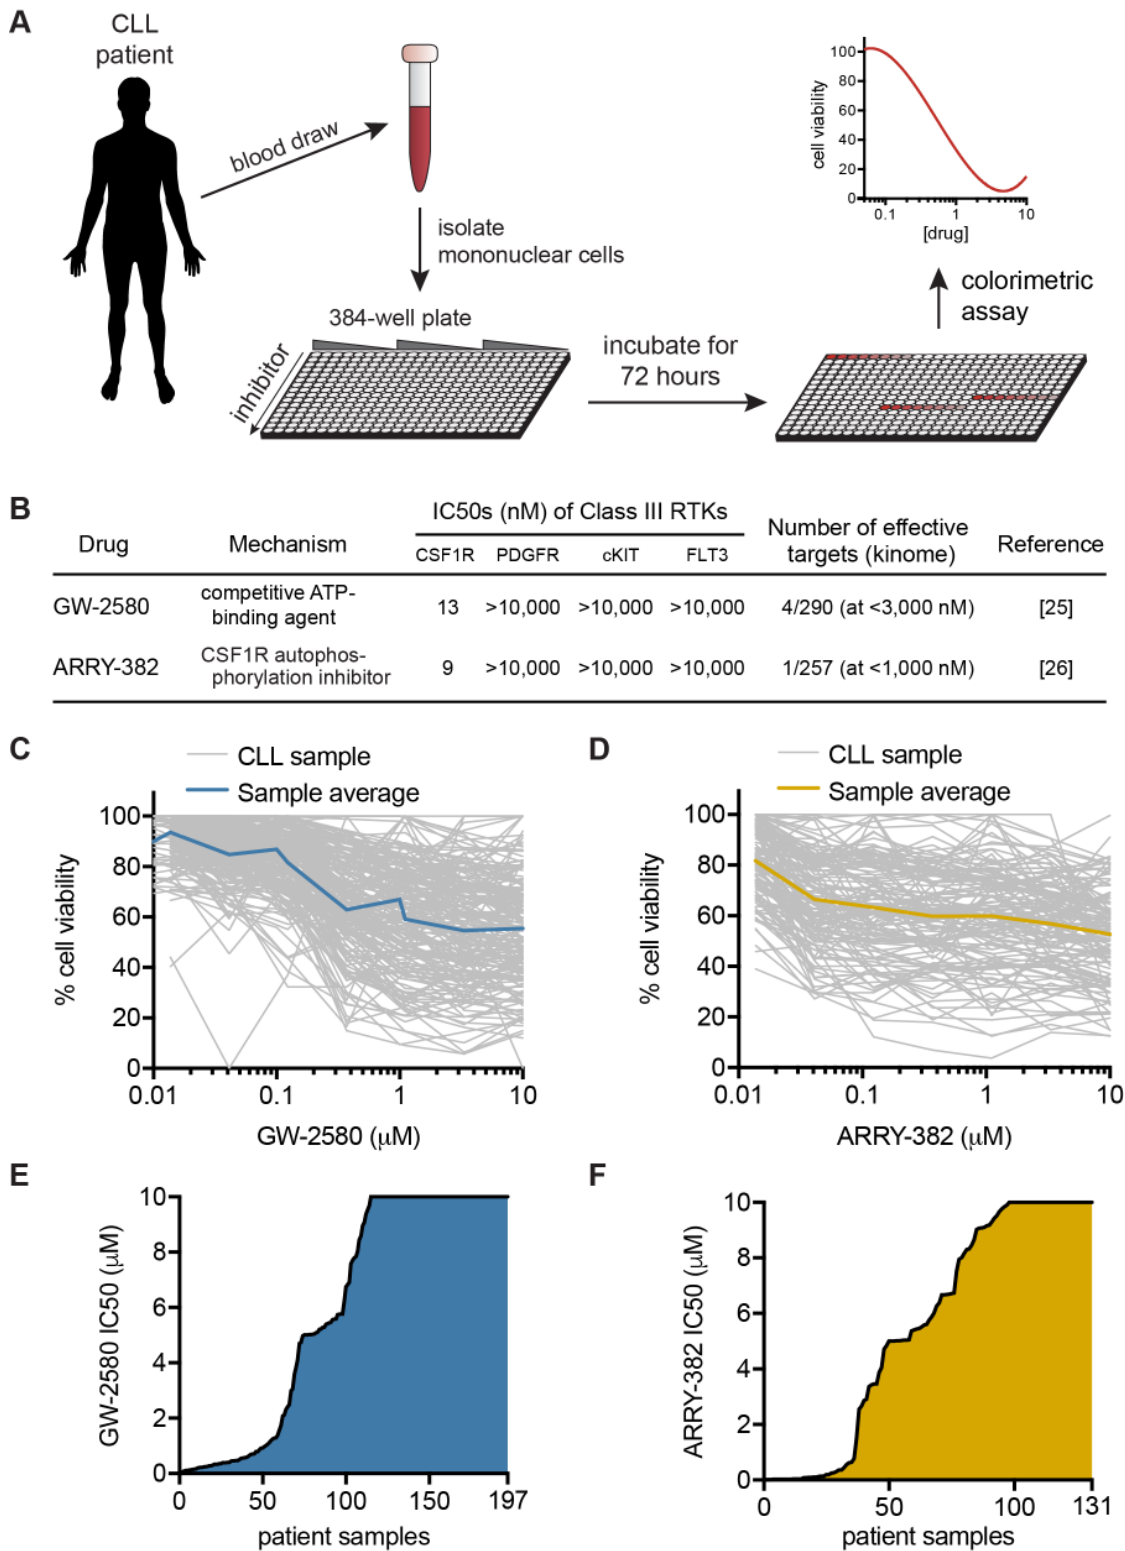 A
CLL
patient
blood draw
isolate
mononuclear cells
384-well plate
inhibitor
incubate for
72 hours
colorimetric
assay
cell viability
100
80
60
40
20
0
0.1
1
10
[drug]
B
IC50s (nM) of Class III RTKs
Drug
Mechanism
CSF1R
PDGFR
cKIT
FLT3
Number of effective
targets (kinome)
Reference
GW-2580
competitive ATP-
binding agent
13
>10,000
>10,000
>10,000
4/290 (at <3,000 nM)
[25]
ARRY-382
CSF1R autophos-
phorylation inhibitor
9
>10,000
>10,000
>10,000
1/257 (at <1,000 nM)
[26]
C
CLL sample
Sample average
% cell viability
100
80
60
40
20
0
0.01
0.1
1
10
GW-2580 (μM)
D
CLL sample
Sample average
% cell viability
100
80
60
40
20
0
0.01
0.1
1
10
ARRY-382 (μM)
E
GW-2580 IC50 (μM)
10
8
6
4
2
0
0
50
100
150
197
patient samples
F
ARRY-382 IC50 (μM)
10
8
6
4
2
0
0
50
100
131
patient samples